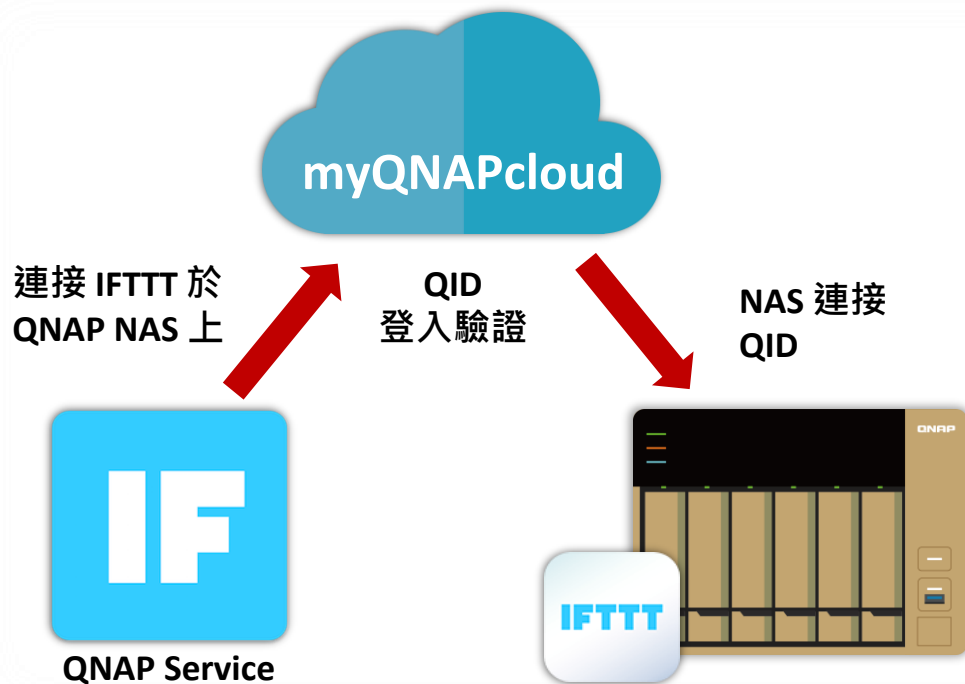 myQNAPcloud
連接 IFTTT 於
QNAP NAS 上
QID
登入驗證
NAS 連接
QID
QNAP
IF
IFTTT
QNAP Service